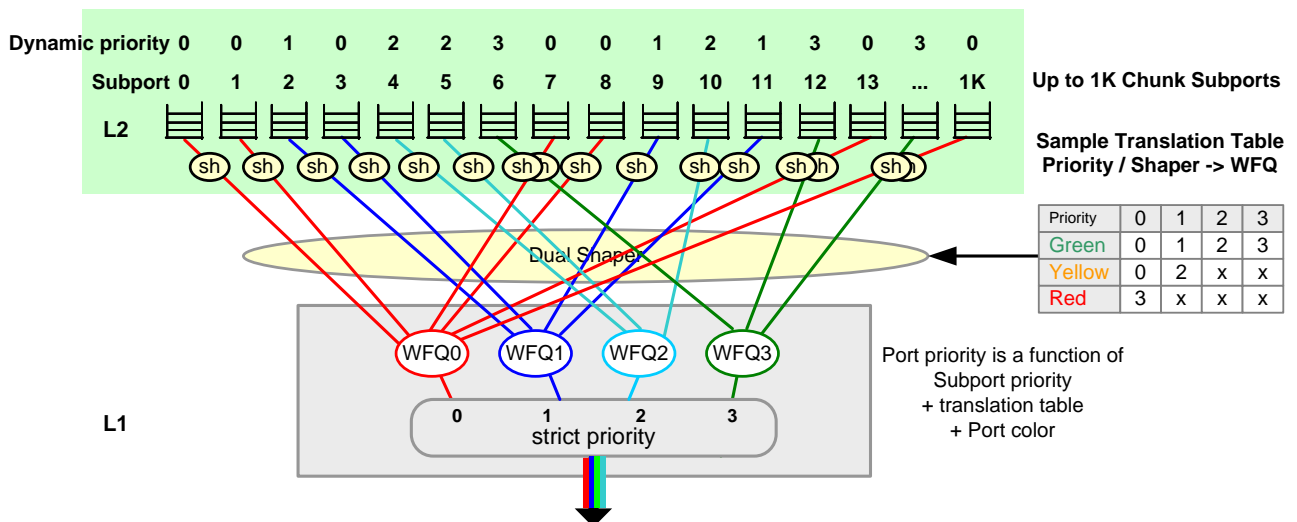 Dynamic priority 0 0 1 0 2 2 3 0 0 1 2 1 3 0 3 0
Subport 0 1 2 3 4 5 6 7 8 9 10 11 12 13 ... 1K
Up to 1K Chunk Subports
L2
sh sh sh sh sh sh sh h sh sh sh sh sh h sh h
Sample Translation Table
Priority / Shaper -> WFQ
Priority 0 1 2 3
Green 0 1 2 3
Yellow 0 2 x x
Red 3 x x x
Dual Shaper
WFQ0 WFQ1 WFQ2 WFQ3
Port priority is a function of
Subport priority
+ translation table
+ Port color
L1
0 1 2 3
strict priority